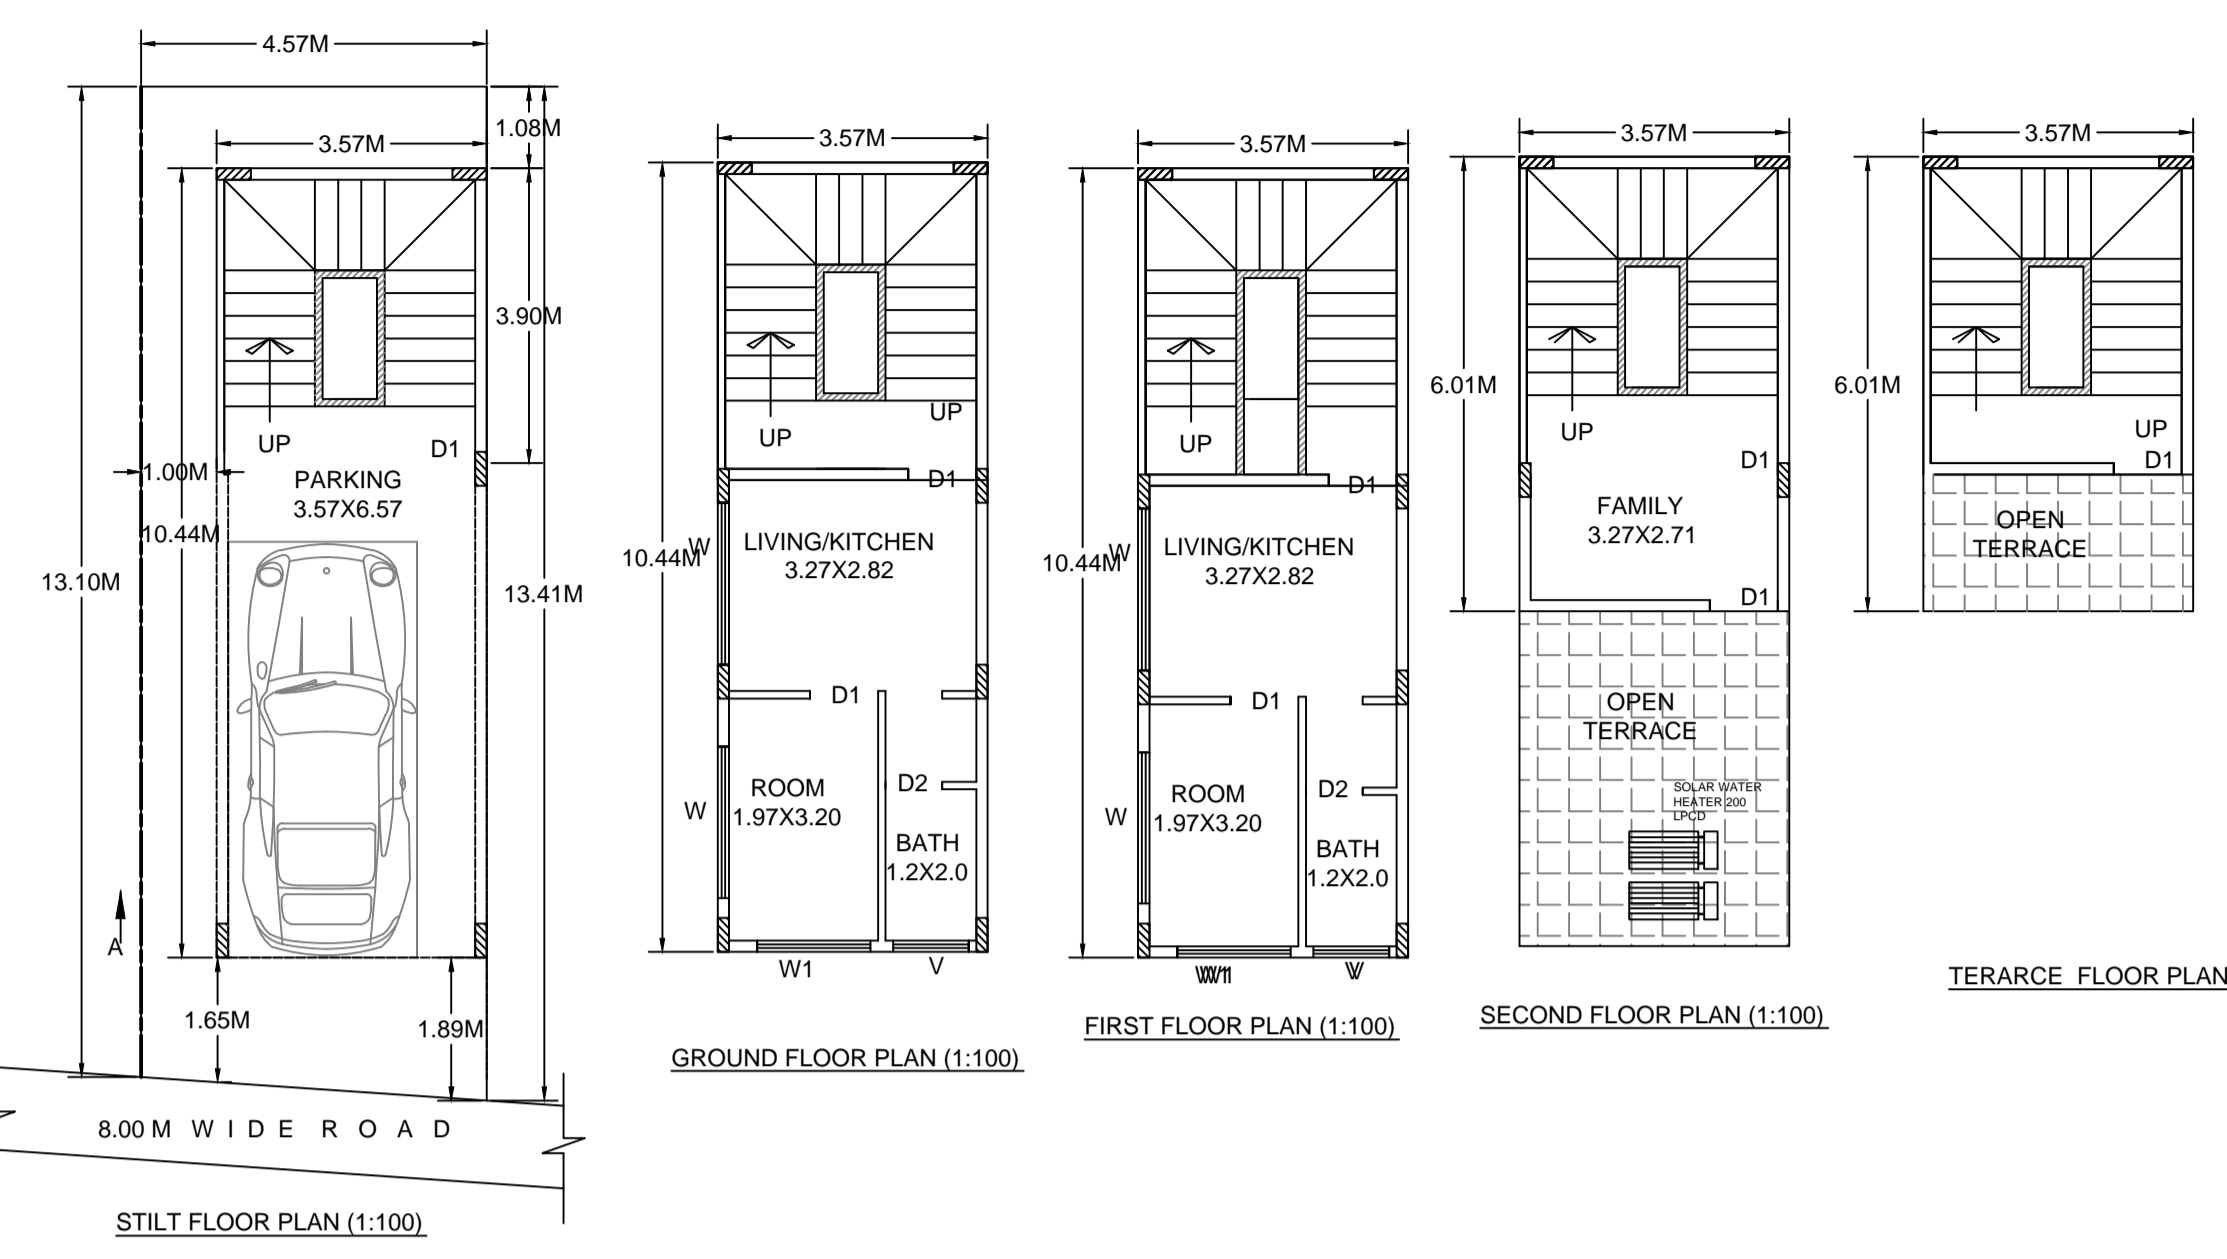 4.57M
1.08M
3.57M
3.90M
UP
D1
1.00M
PARKING
3.57X6.57
10.44M
13.10M
13.41M
A
1.65M
1.89M
8.00 M W I D E R O A D
STILT FLOOR PLAN (1:100)
3.57M
UP
UP
D1
10.44M
W
LIVING/KITCHEN
3.27X2.82
D1
ROOM
1.97X3.20
W
D2
BATH
1.2X2.0
W1
V
GROUND FLOOR PLAN (1:100)
3.57M
UP
D1
10.44M
W
LIVING/KITCHEN
3.27X2.82
D1
ROOM
1.97X3.20
W
D2
BATH
1.2X2.0
V
FIRST FLOOR PLAN (1:100)
3.57M
6.01M
UP
D1
FAMILY
3.27X2.71
D1
OPEN
TERRACE
SOLAR WATER
HEATER 200
LPCD
SECOND FLOOR PLAN (1:100)
3.57M
6.01M
UP
D1
OPEN
TERRACE
TERARCE FLOOR PLAN